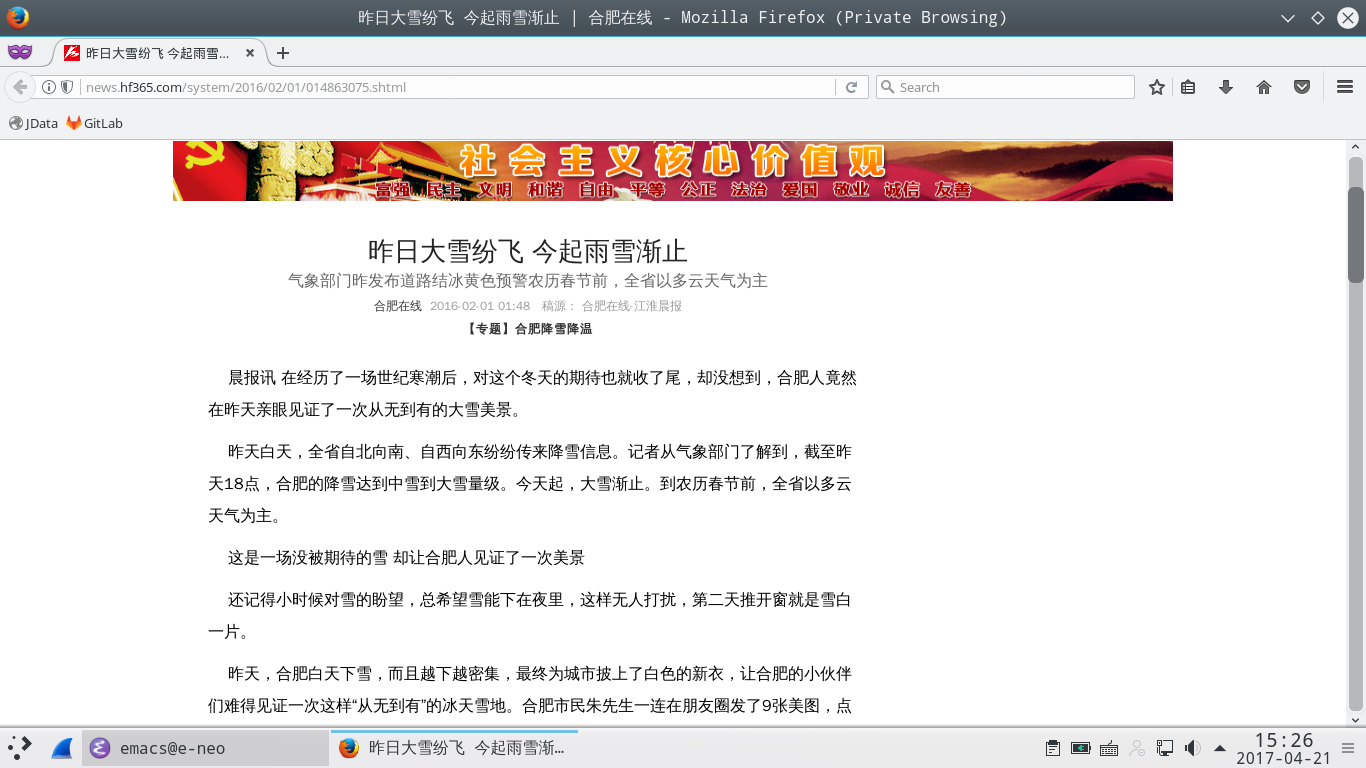 昨日大雪纷飞 今起雨雪渐止 | 合肥在线 - Mozilla Firefox (Private Browsing)
昨日大雪纷飞 今起雨雪...
news.hf365.com/system/2016/02/01/014863075.shtml
Search
JData GitLab
社会主义核心价值观
富强 民主 文明 和谐 自由 平等 公正 法治 爱国 敬业 诚信 友善
昨日大雪纷飞 今起雨雪渐止
气象部门昨发布道路结冰黄色预警农历春节前，全省以多云天气为主
合肥在线 2016-02-01 01:48 稿源： 合肥在线-江淮晨报
【专题】合肥降雪降温
晨报讯 在经历了一场世纪寒潮后，对这个冬天的期待也就收了尾，却没想到，合肥人竟然
在昨天亲眼见证了一次从无到有的大雪美景。
昨天白天，全省自北向南、自西向东纷纷传来降雪信息。记者从气象部门了解到，截至昨
天18点，合肥的降雪达到中雪到大雪量级。今天起，大雪渐止。到农历春节前，全省以多云
天气为主。
这是一场没被期待的雪 却让合肥人见证了一次美景
还记得小时候对雪的盼望，总希望雪能下在夜里，这样无人打扰，第二天推开窗就是雪白
一片。
昨天，合肥白天下雪，而且越下越密集，最终为城市披上了白色的新衣，让合肥的小伙伴
们难得见证一次这样“从无到有”的冰天雪地。合肥市民朱先生一连在朋友圈发了9张美图，点
emacs@e-neo
昨日大雪纷飞 今起雨雪渐...
15:26
2017-04-21